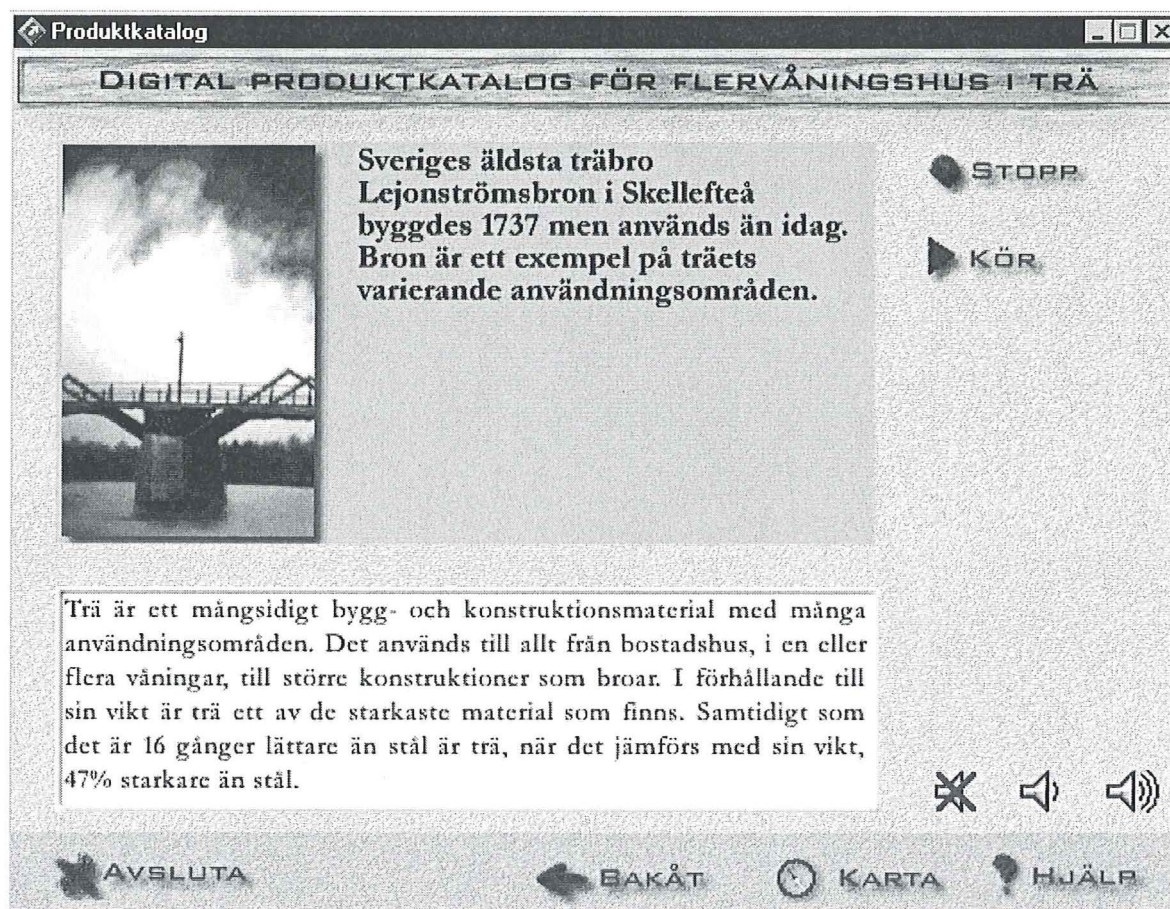 Produktkatalog
DIGITAL PRODUKTKATALOG FÖR FLERVÅNINGSHUS I TRÄ
Sveriges äldsta träbro
Lejonströmsbron i Skellefteå
byggdes 1737 men används än idag.
Bron är ett exempel på träets
varierande användningsområden.
STOPP
KÖR
Trä är ett mångsidigt bygg- och konstruktionsmaterial med många
användningsområden. Det används till allt från bostadshus, i en eller
flera våningar, till större konstruktioner som broar. I förhållande till
sin vikt är trä ett av de starkaste material som finns. Samtidigt som
det är 16 gånger lättare än stål är trä, när det jämförs med sin vikt,
47% starkare än stål.
AVSLUTA
BAKÅT
KARTA
HJÄLP